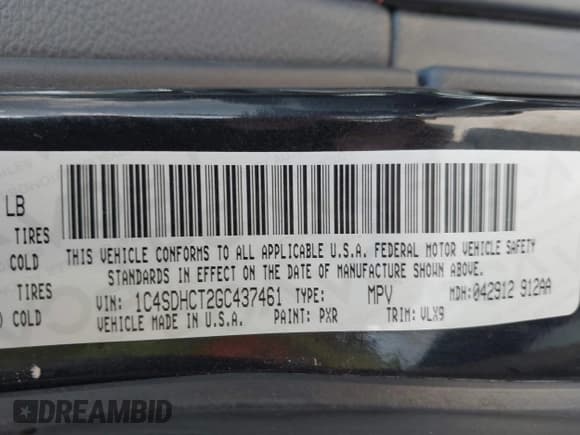 LB
TIRES
COLD
TIRES
COLD
THIS VEHICLE CONFORMS TO ALL APPLICABLE U.S.A. FEDERAL MOTOR VEHICLE SAFETY
STANDARDS IN EFFECT ON THE DATE OF MANUFACTURE SHOWN ABOVE.
VIN: 1C4SDHCT2GC437461 TYPE: MPV MDH:042912 912AA
VEHICLE MADE IN U.S.A. PAINT: PXR TRIM: VLX9
DREAMBID